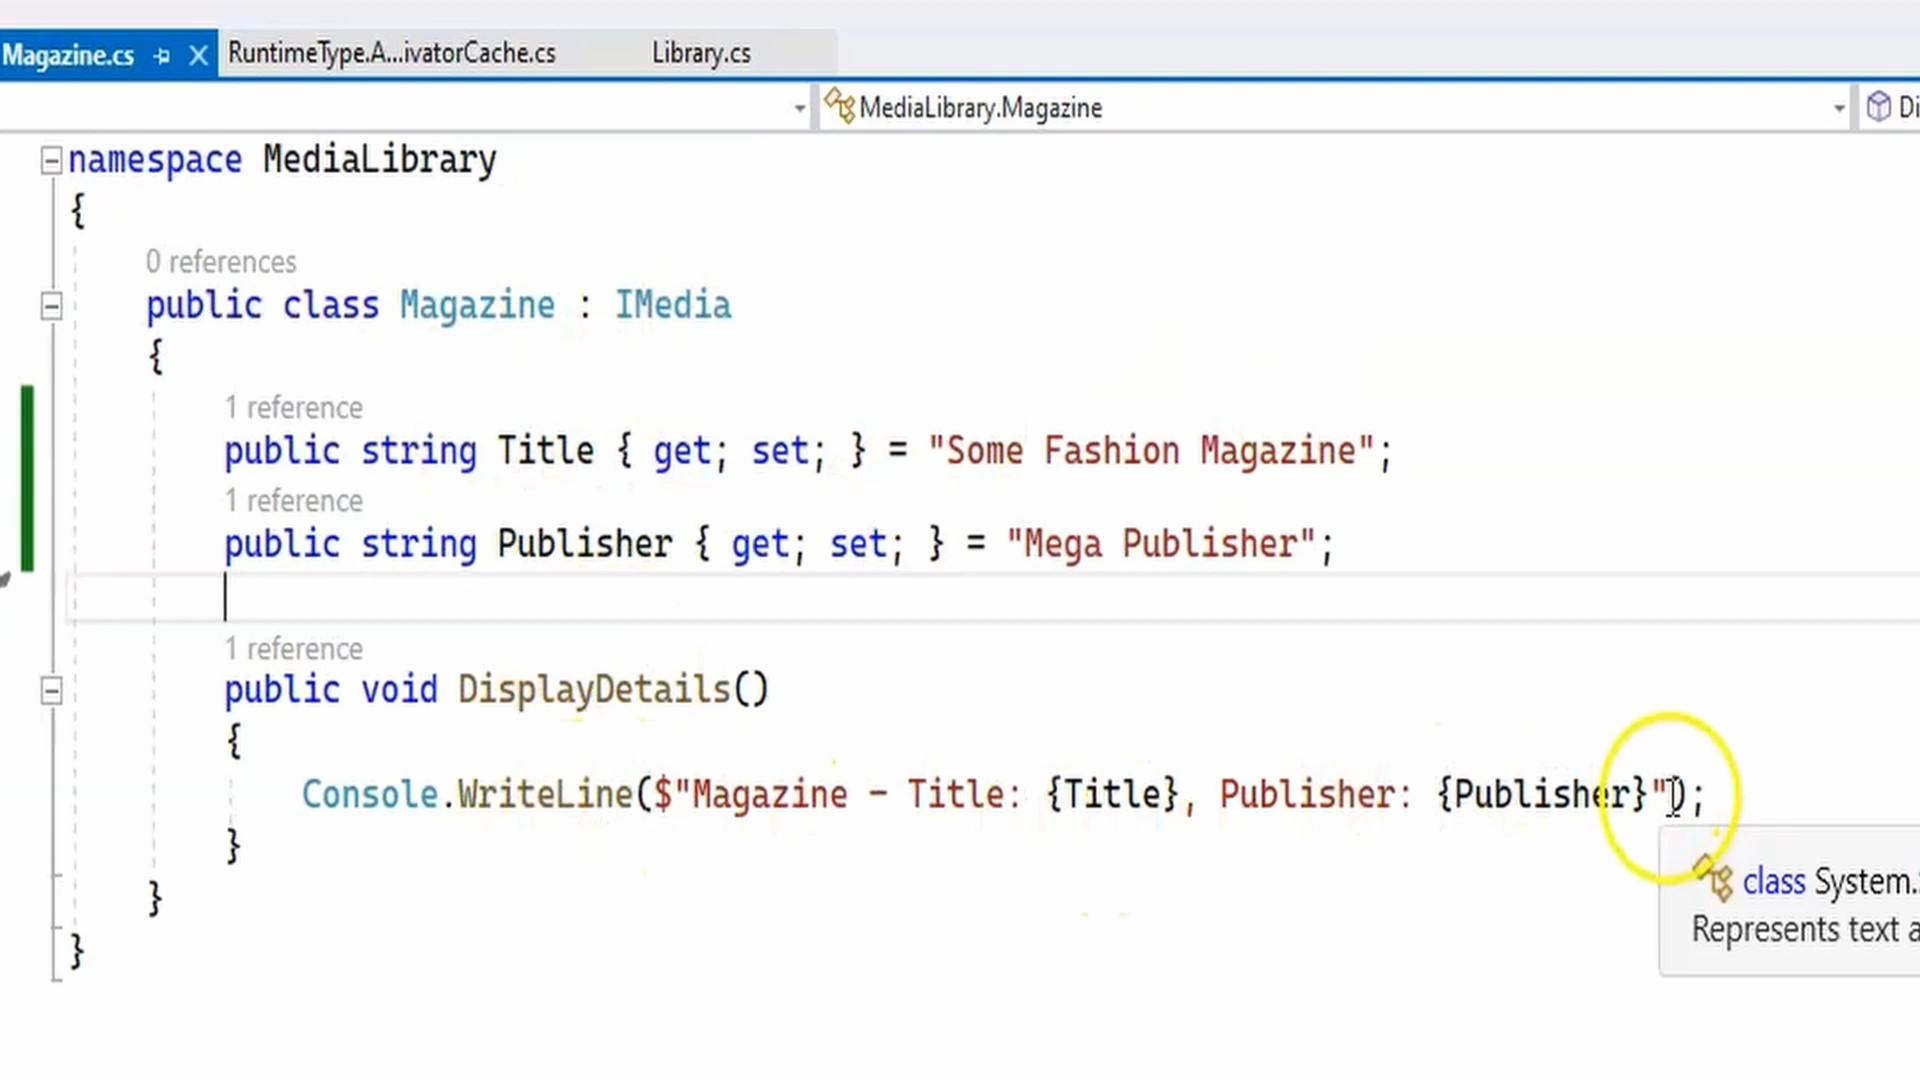 Magazine.cs
RuntimeType.A...ivatorCache.cs
Library.cs
MediaLibrary.Magazine
namespace MediaLibrary
{
0 references
public class Magazine : IMedia
{
1 reference
public string Title { get; set; } = "Some Fashion Magazine";
1 reference
public string Publisher { get; set; } = "Mega Publisher";
1 reference
public void DisplayDetails()
{
Console.WriteLine($"Magazine - Title: {Title}, Publisher: {Publisher}");
}
}
}
class System.
Represents text a